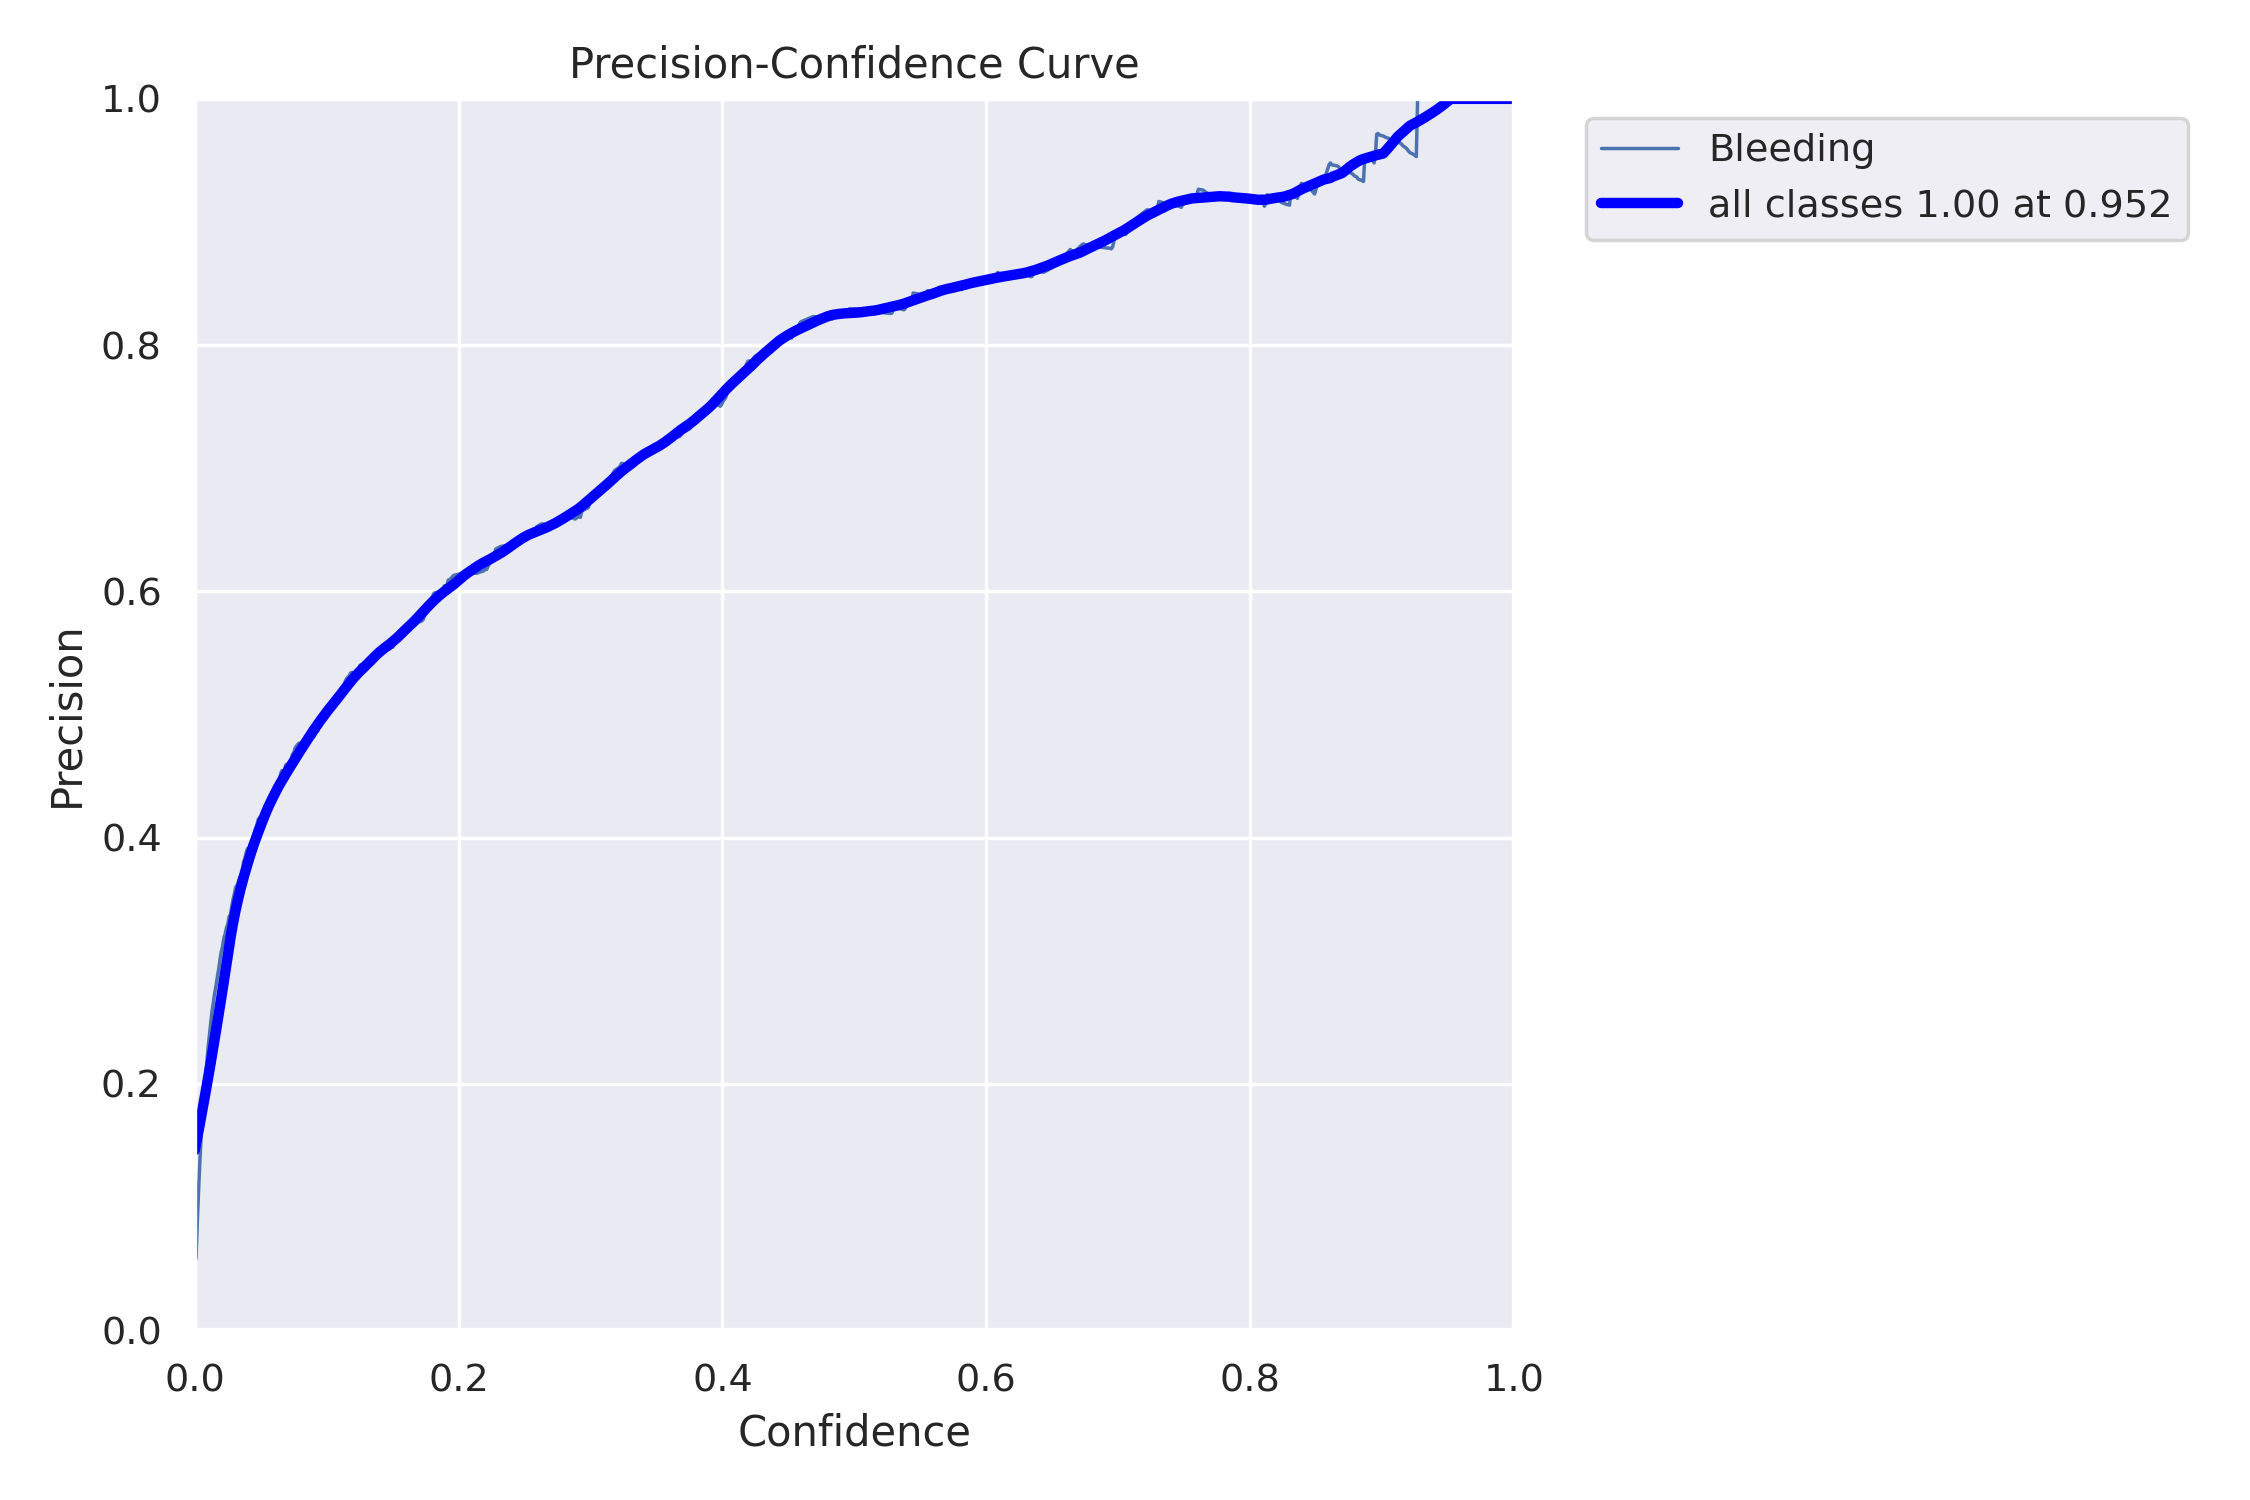 Precision-Confidence Curve
1.0
0.8
0.6
0.4
0.2
0.0
Precision
0.0 0.2 0.4 0.6 0.8 1.0
Confidence
Bleeding
all classes 1.00 at 0.952